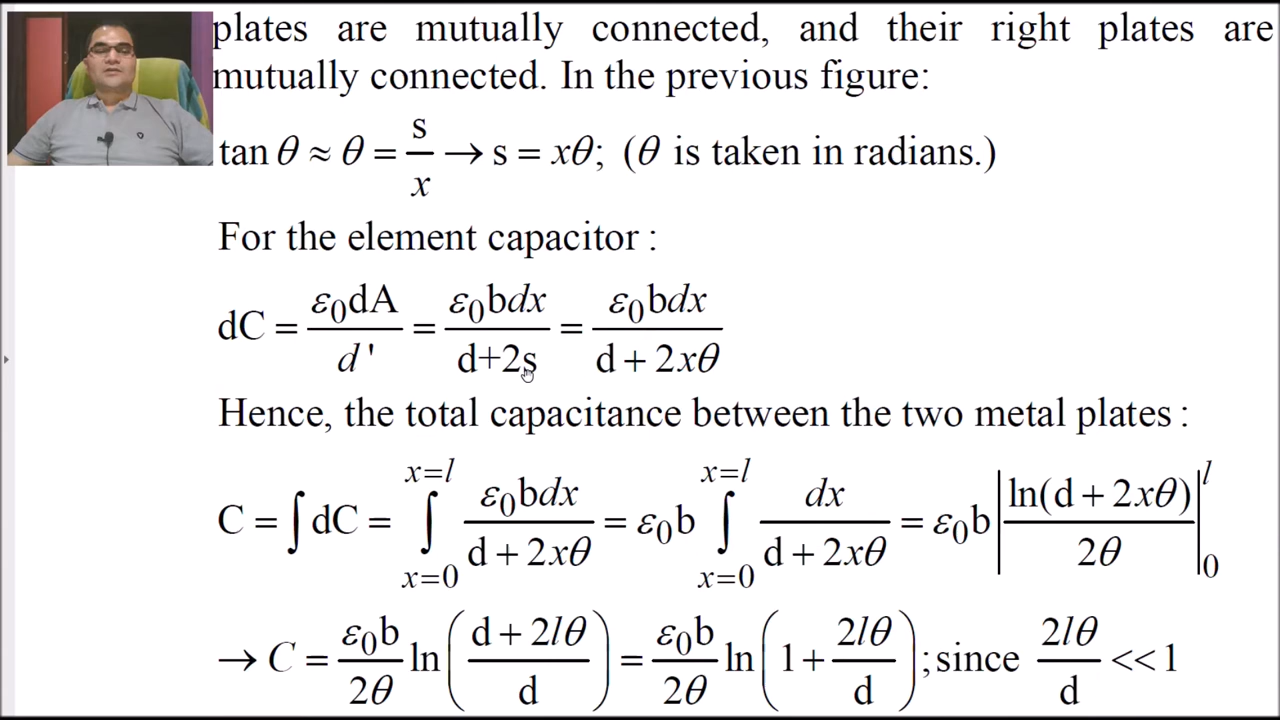 plates are mutually connected, and their right plates are
mutually connected. In the previous figure:
tan θ ≈ θ = s/x → s = xθ; (θ is taken in radians.)
For the element capacitor :
dC = ε₀dA/d' = ε₀bdx/d+2s = ε₀bdx/d + 2xθ
Hence, the total capacitance between the two metal plates :
C = ∫dC = ∫_{x=0}^{x=l} ε₀bdx/d + 2xθ = ε₀b ∫_{x=0}^{x=l} dx/d + 2xθ = ε₀b |ln(d + 2xθ)/2θ|_0^l
→ C = ε₀b/2θ ln(d + 2lθ/d) = ε₀b/2θ ln(1 + 2lθ/d); since 2lθ/d << 1